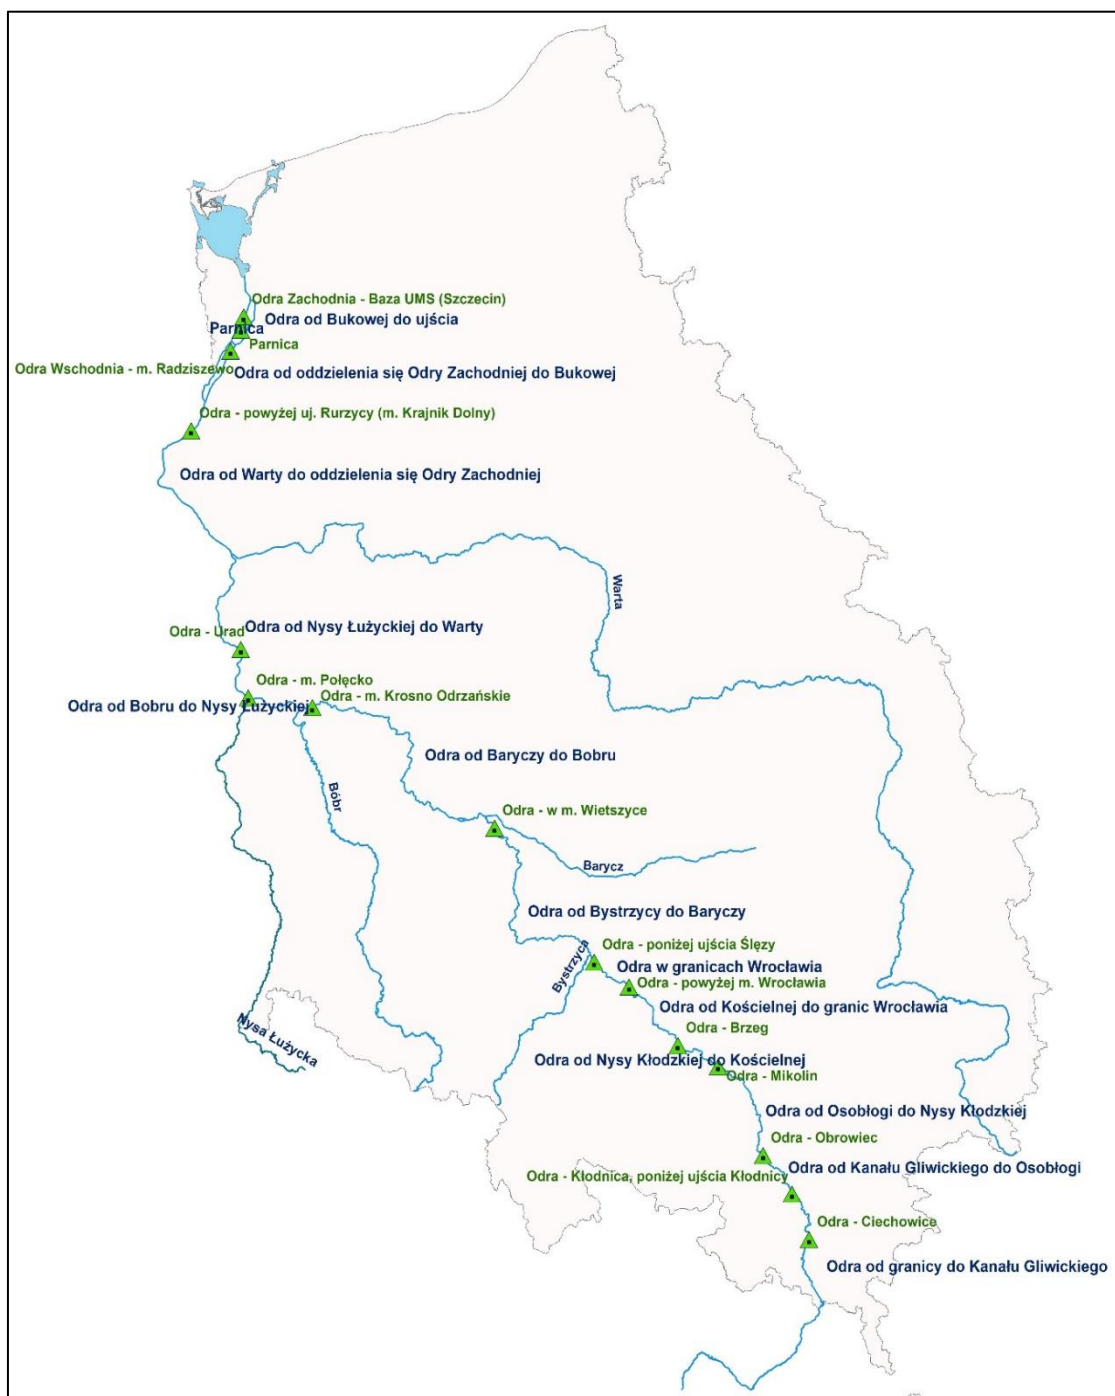 Odra Zachodnia - Baza UMS (Szczecin)
Odra od Bukowej do ujścia
Parnica
Parnica
Odra Wschodnia - m. Radziszewo
Odra od oddzielenia się Odry Zachodniej do Bukowej
Odra - powyżej uj. Rurzycy (m. Krajnik Dolny)
Odra od Warty do oddzielenia się Odry Zachodniej
Warta
Odra od Nysy Łużyckiej do Warty
Odra - Urad
Odra - m. Połęcko
Odra - m. Krosno Odrzańskie
Odra od Bobru do Nysy Łużyckiej
Odra od Baryczy do Bobru
Bóbr
Odra - w m. Wietszyce
Barycz
Odra od Bystrzycy do Baryczy
Bystrzyca
Odra - poniżej ujścia Ślęzy
Odra w granicach Wrocławia
Odra - powyżej m. Wrocławia
Odra od Kościelnej do granic Wrocławia
Nysa Łużycka
Odra - Brzeg
Odra od Nysy Kłodzkiej do Kościelnej
Odra - Mikolin
Odra od Osobłogi do Nysy Kłodzkiej
Odra - Obrowiec
Odra od Kanału Gliwickiego do Osobłogi
Odra - Kłodnica, poniżej ujścia Kłodnicy
Odra - Ciechowice
Odra od granicy do Kanału Gliwickiego